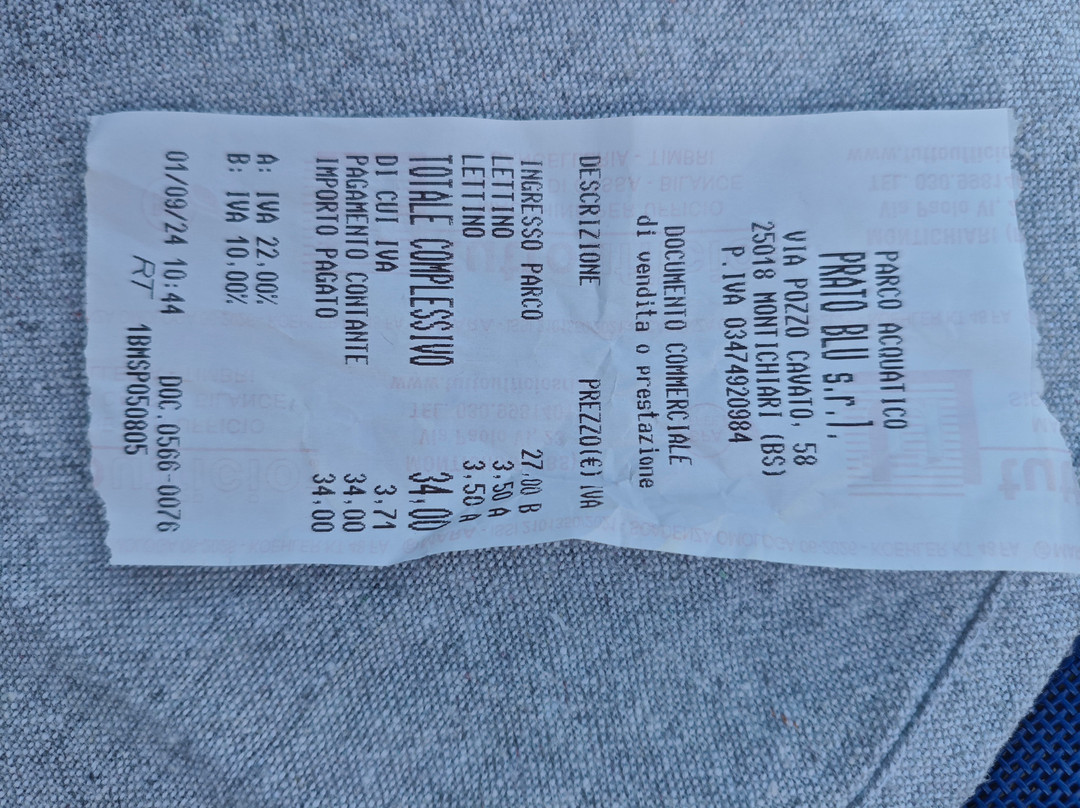 PARCO ACQUATICO
PRATO BLU S.r.l.
VIA POZZO CAVATO, 58
25018 MONTICHIARI (BS)
P.IVA 03474920984
DOCUMENTO COMMERCIALE
di vendita o prestazione
DESCRIZIONE PREZZO(€) IVA
INGRESSO PARCO 27,00 B
LETTINO 3,50 A
LETTINO 3,50 A
TOTALE COMPLESSIVO 34,00
DI CUI IVA 3,71
PAGAMENTO CONTANTE 34,00
IMPORTO PAGATO 34,00
A: IVA 22,00%
B: IVA 10,00%
01/09/24 10:44 DOC.0566-0076
RT 1BMSP050805